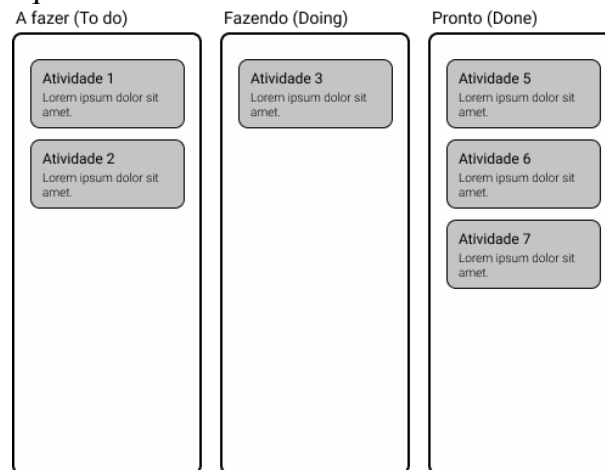 A fazer (To do)
Atividade 1
Lorem ipsum dolor sit
amet.
Atividade 2
Lorem ipsum dolor sit
amet.
Fazendo (Doing)
Atividade 3
Lorem ipsum dolor sit
amet.
Pronto (Done)
Atividade 5
Lorem ipsum dolor sit
amet.
Atividade 6
Lorem ipsum dolor sit
amet.
Atividade 7
Lorem ipsum dolor sit
amet.